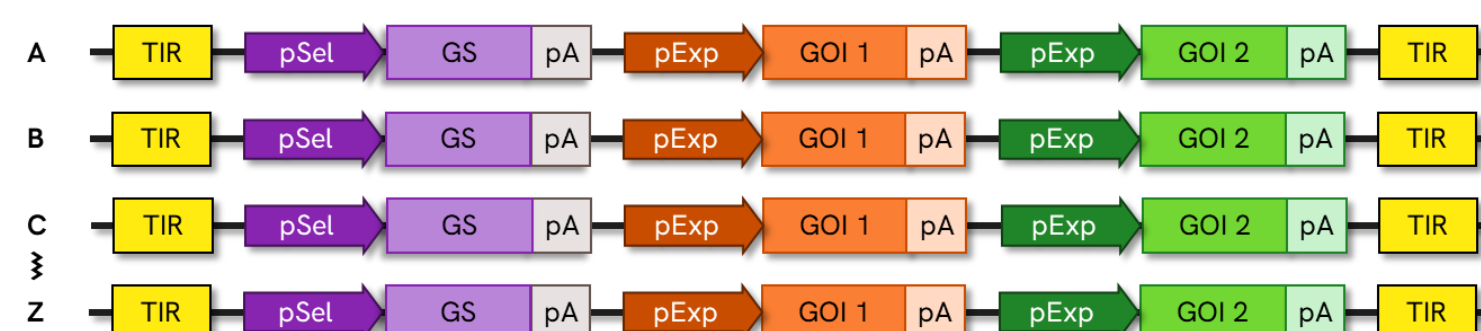 A TIR pSel GS pA pExp GOI 1 pA pExp GOI 2 pA TIR
B TIR pSel GS pA pExp GOI 1 pA pExp GOI 2 pA TIR
C TIR pSel GS pA pExp GOI 1 pA pExp GOI 2 pA TIR
Z TIR pSel GS pA pExp GOI 1 pA pExp GOI 2 pA TIR